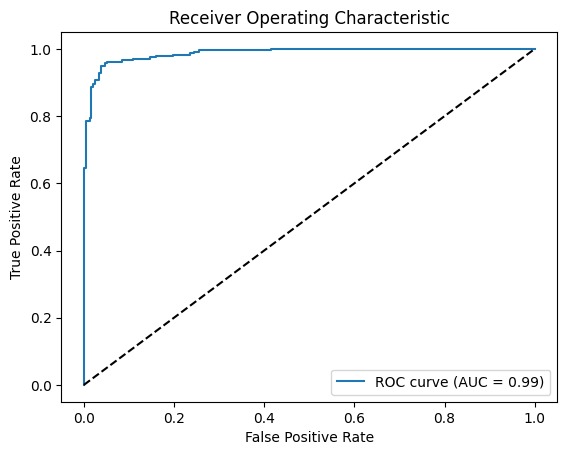 Receiver Operating Characteristic
True Positive Rate
1.0
0.8
0.6
0.4
0.2
0.0
ROC curve (AUC = 0.99)
0.0 0.2 0.4 0.6 0.8 1.0
False Positive Rate